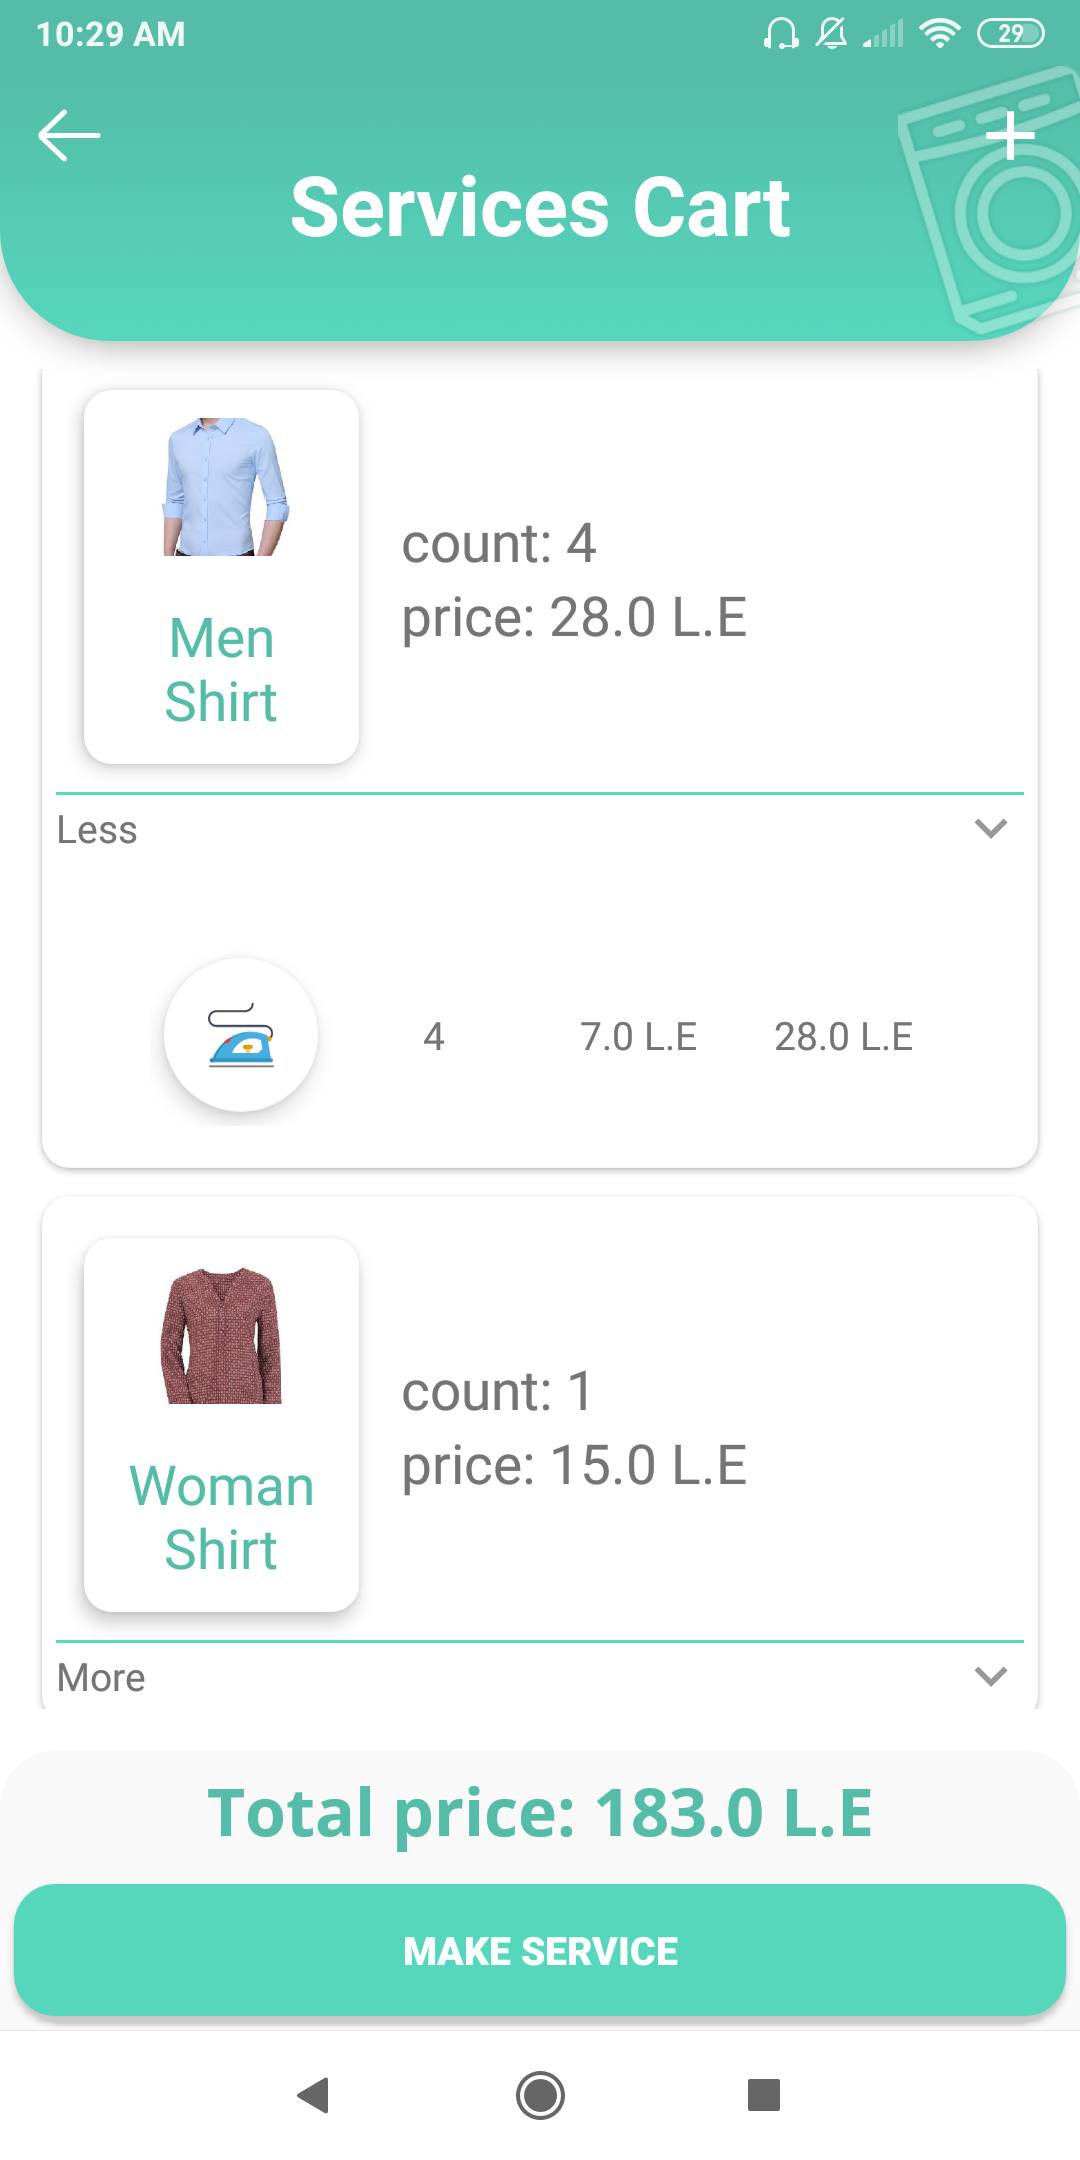 10:29 AM
29
Services Cart
count: 4
price: 28.0 L.E
Men
Shirt
Less
4 7.0 L.E 28.0 L.E
count: 1
price: 15.0 L.E
Woman
Shirt
More
Total price: 183.0 L.E
MAKE SERVICE